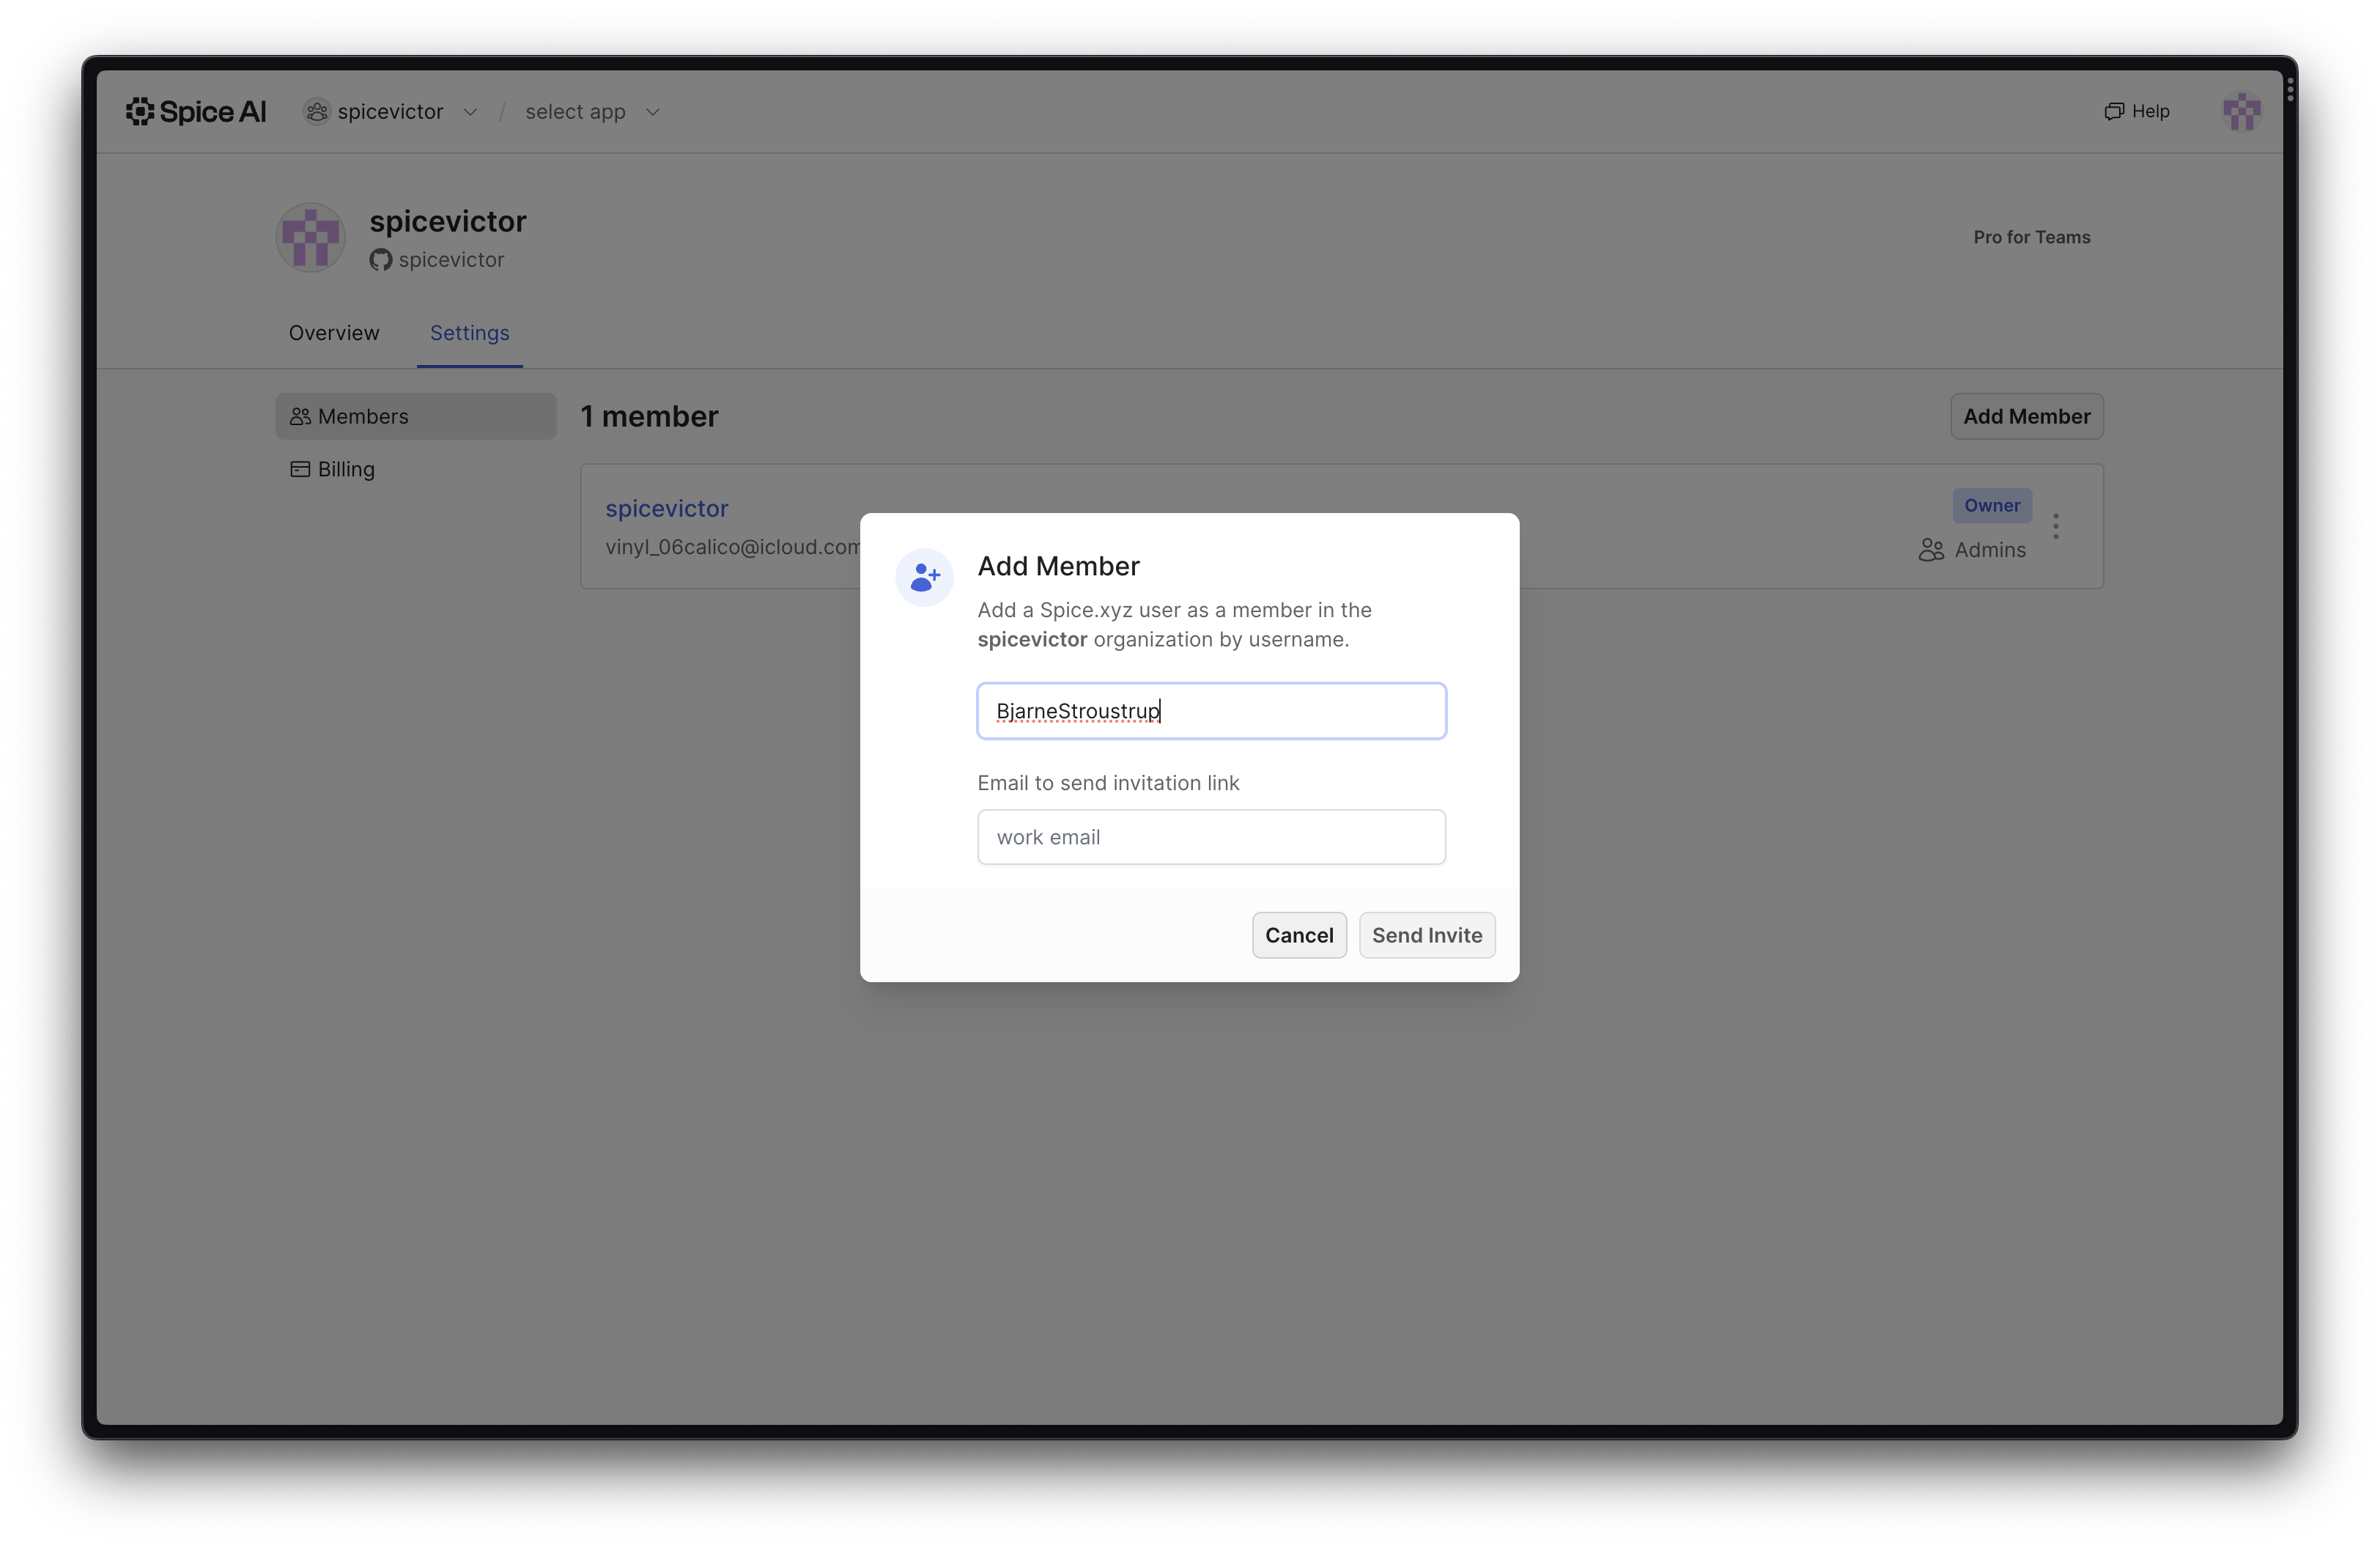 Spice AI
spicevictor / select app
Help
spicevictor
spicevictor
Pro for Teams
Overview
Settings
Members
Billing
1 member
Add Member
spicevictor
vinyl_06calico@icloud.com
Owner
Admins
Add Member
Add a Spice.xyz user as a member in the
spicevictor organization by username.
BjarneStroustrup
Email to send invitation link
work email
Cancel
Send Invite